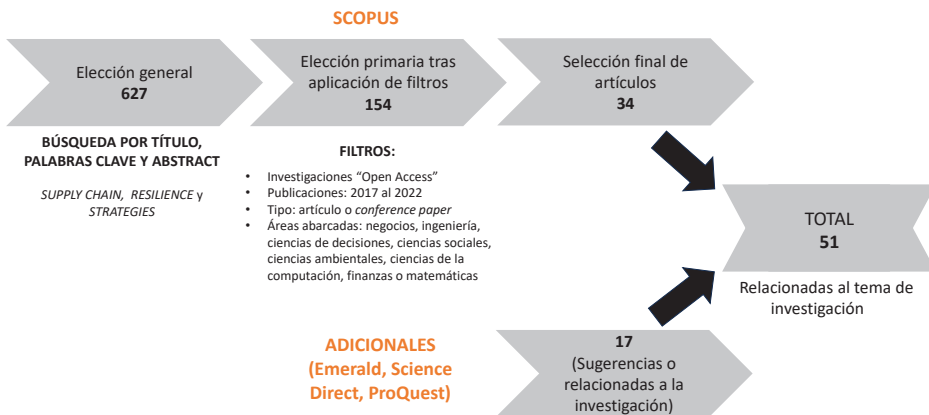 SCOPUS
Elección general
627
Elección primaria tras
aplicación de filtros
154
Selección final de
artículos
34
BÚSQUEDA POR TÍTULO,
PALABRAS CLAVE Y ABSTRACT
SUPPLY CHAIN, RESILIENCE y
STRATEGIES
FILTROS:
• Investigaciones “Open Access”
• Publicaciones: 2017 al 2022
• Tipo: artículo o conference paper
• Áreas abarcadas: negocios, ingeniería,
ciencias de decisiones, ciencias sociales,
ciencias ambientales, ciencias de la
computación, finanzas o matemáticas
TOTAL
51
Relacionadas al tema de
investigación
ADICIONALES
(Emerald, Science
Direct, ProQuest)
17
(Sugerencias o
relacionadas a la
investigación)